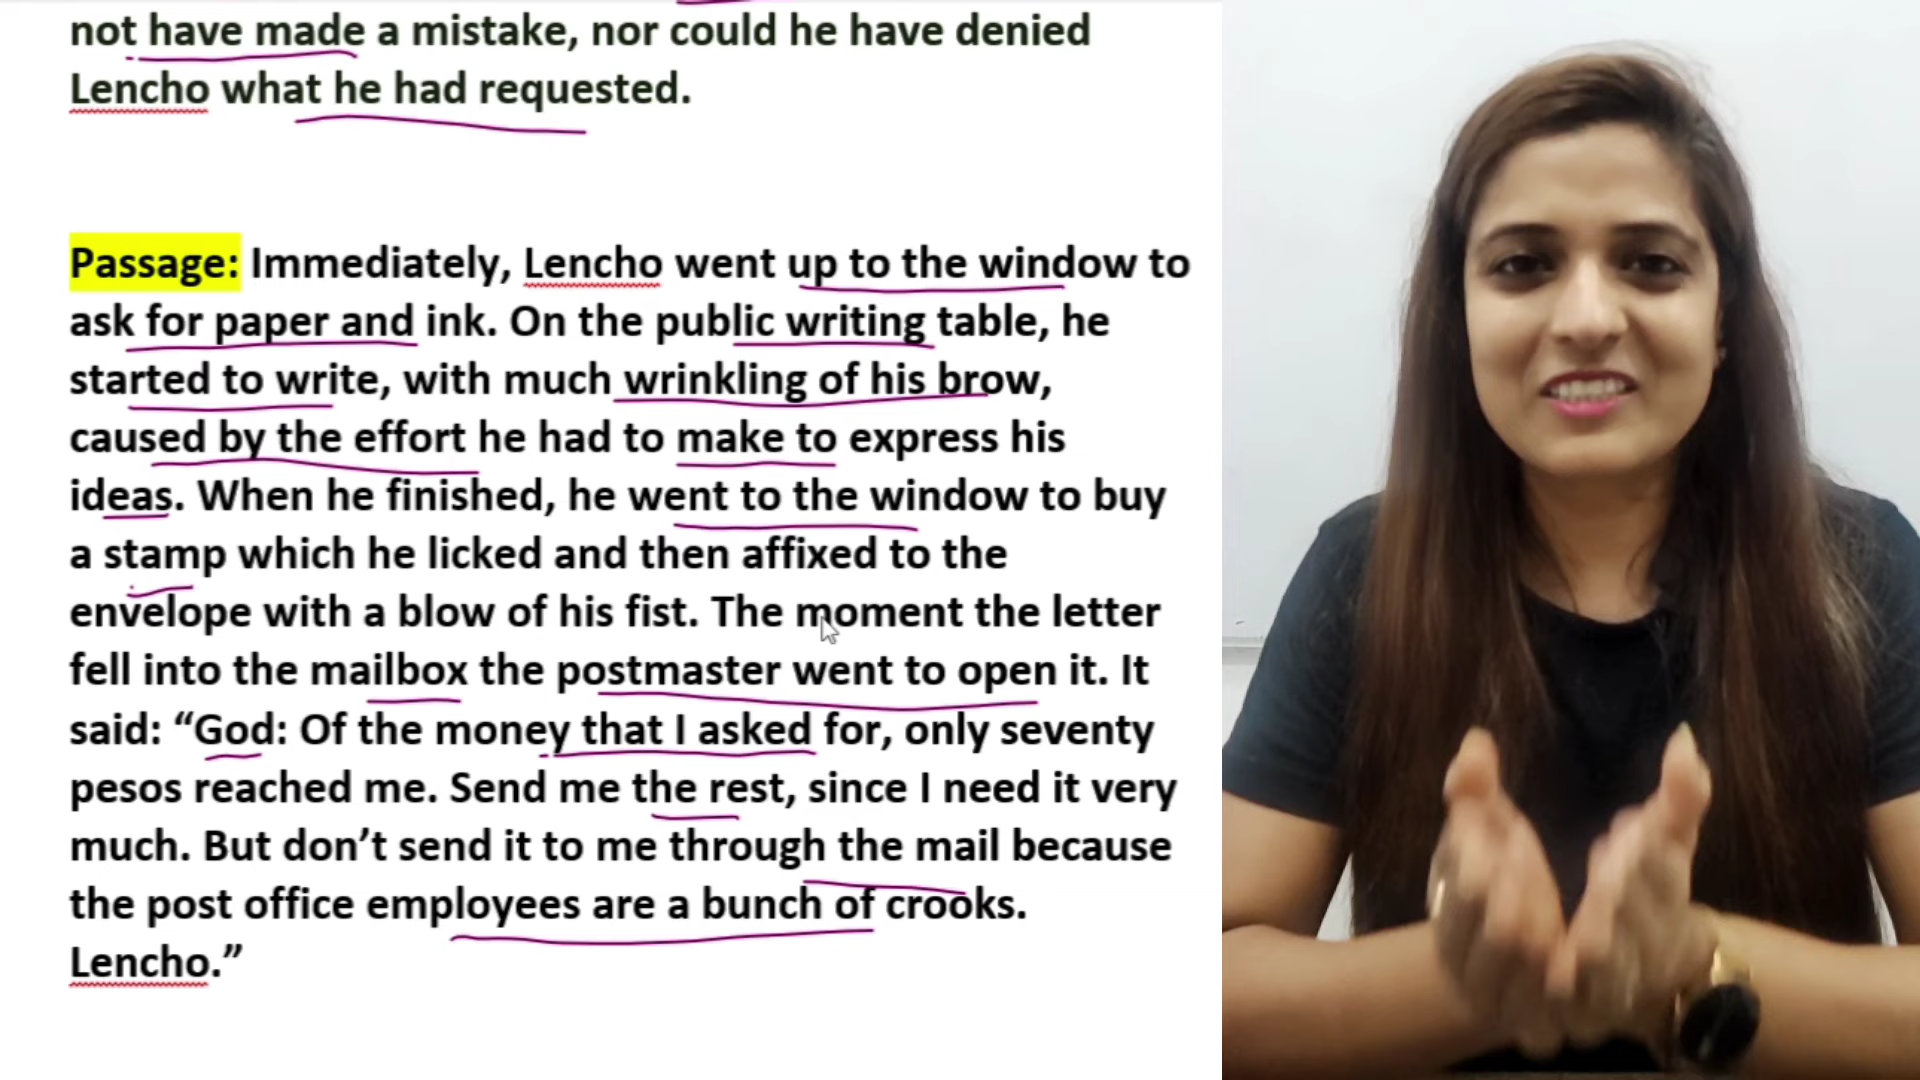 not have made a mistake, nor could he have denied
Lencho what he had requested.
Passage: Immediately, Lencho went up to the window to
ask for paper and ink. On the public writing table, he
started to write, with much wrinkling of his brow,
caused by the effort he had to make to express his
ideas. When he finished, he went to the window to buy
a stamp which he licked and then affixed to the
envelope with a blow of his fist. The moment the letter
fell into the mailbox the postmaster went to open it. It
said: “God: Of the money that I asked for, only seventy
pesos reached me. Send me the rest, since I need it very
much. But don’t send it to me through the mail because
the post office employees are a bunch of crooks.
Lencho.”